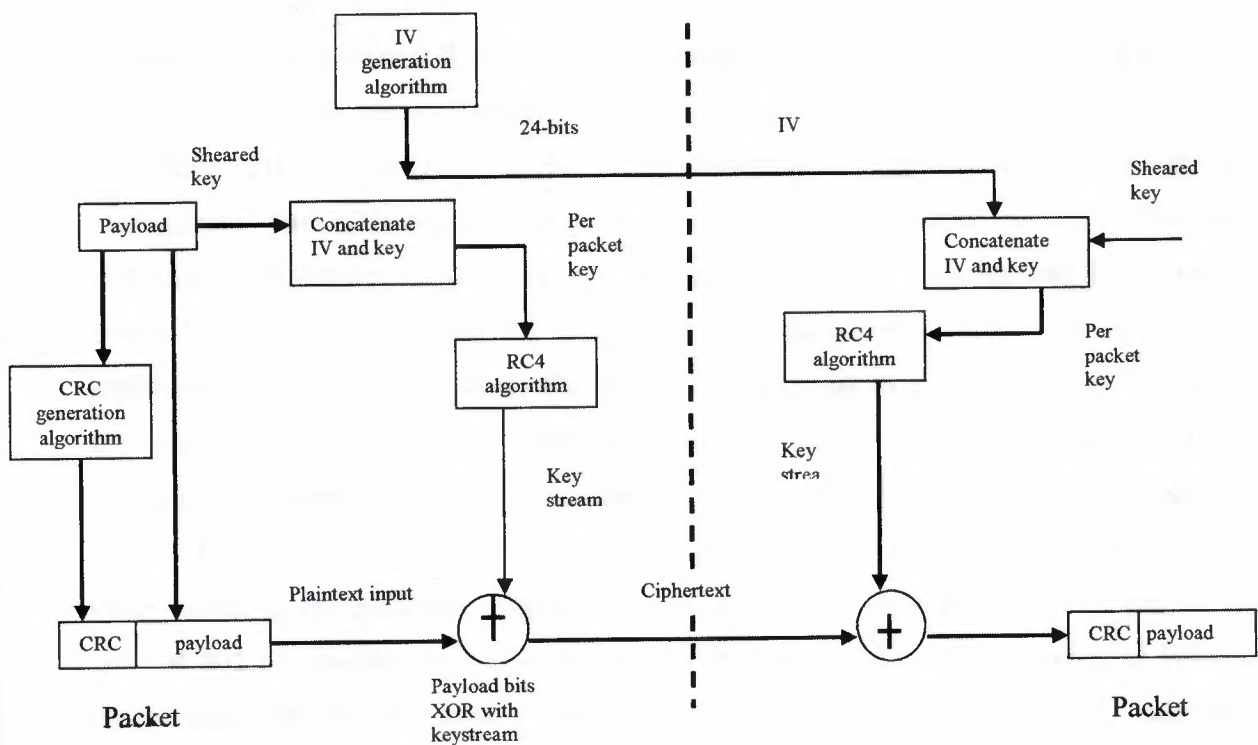 IV
generation
algorithm
24-bits
IV
Sheared
key
Sheared
key
Payload
Concatenate
IV and key
Per
packet
key
Concatenate
IV and key
RC4
algorithm
RC4
algorithm
Per
packet
key
CRC
generation
algorithm
Key
stream
Key
strea
Plaintext input
Ciphertext
CRC
payload
CRC
payload
Payload bits
XOR with
keystream
Packet
Packet